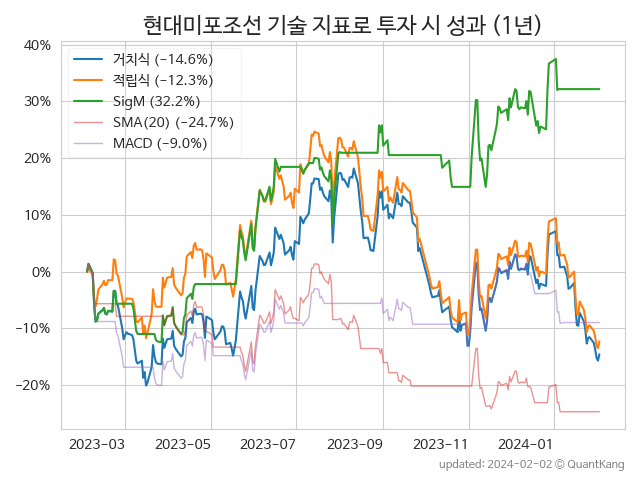 현대미포조선 기술 지표로 투자 시 성과 (1년)
40%
30%
20%
10%
0%
−10%
−20%
거치식 (−14.6%)
적립식 (−12.3%)
SigM (32.2%)
SMA(20) (−24.7%)
MACD (−9.0%)
2023-03
2023-05
2023-07
2023-09
2023-11
2024-01
updated: 2024-02-02 © QuantKang